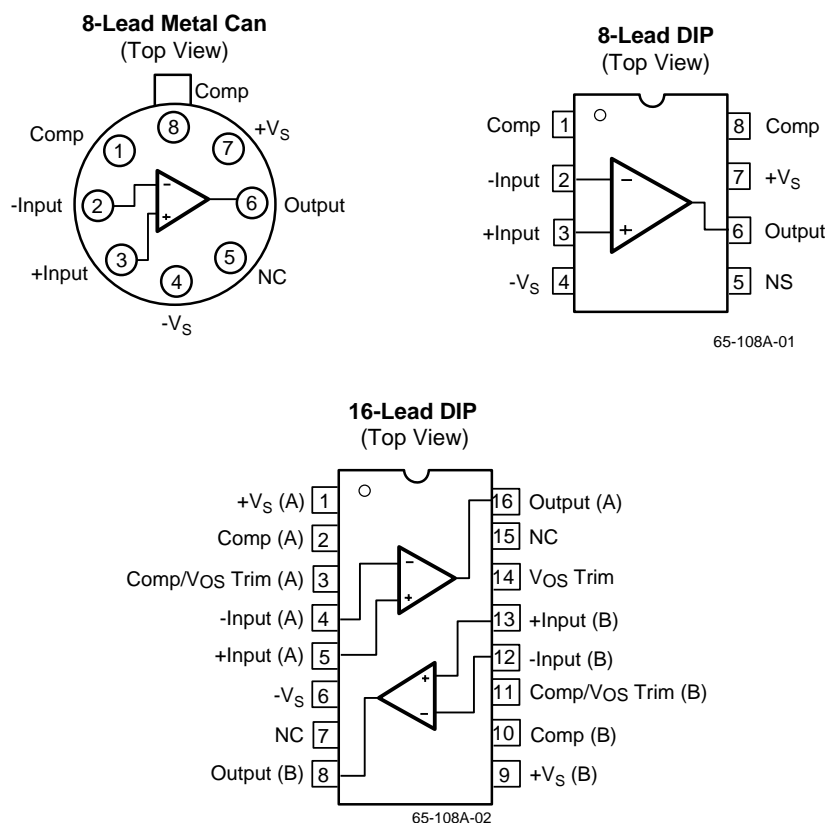 8-Lead Metal Can
(Top View)
Comp
Comp
8
+VS
1
7
-Input
2
-
6
Output
+
+Input
3
5
NC
4
-VS
8-Lead DIP
(Top View)
Comp 1
8 Comp
-Input 2
-
7 +VS
+Input 3
+
6 Output
-VS 4
5 NS
65-108A-01
16-Lead DIP
(Top View)
+VS (A) 1
16 Output (A)
Comp (A) 2
15 NC
Comp/VOS Trim (A) 3
-
14 VOS Trim
-Input (A) 4
+
13 +Input (B)
+Input (A) 5
12 -Input (B)
-VS 6
+
11 Comp/VOS Trim (B)
NC 7
-
10 Comp (B)
Output (B) 8
9 +VS (B)
65-108A-02